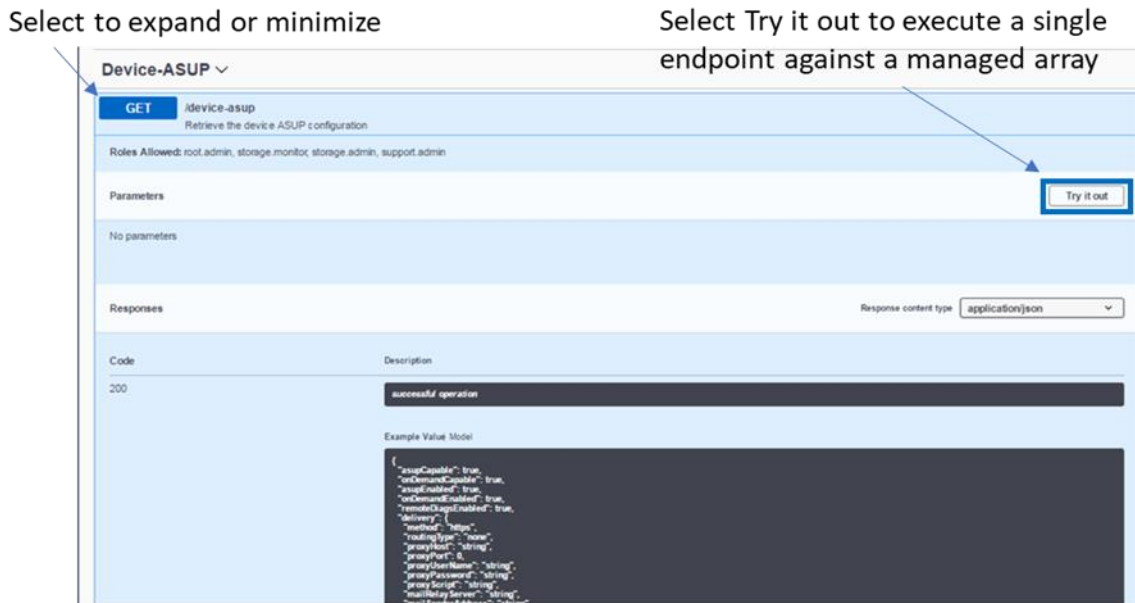 Select to expand or minimize
Select Try it out to execute a single
endpoint against a managed array
Device-ASUP
GET /device-asup
Retrieve the device ASUP configuration
Roles Allowed: root.admin, storage.monitor, storage.admin, support.admin
Parameters
Try it out
No parameters
Responses
Response content type application/json
Code Description
200 successful operation
Example Value Model
{
"asupCapable": true,
"onDemandCapable": true,
"asupEnabled": true,
"onDemandEnabled": true,
"remoteDiagsEnabled": true,
"delivery": {
"method": "https",
"routingType": "none",
"proxyHost": "string",
"proxyPort": 0,
"proxyUserName": "string",
"proxyPassword": "string",
"proxyScript": "string",
"mailRelayServer": "string",
"mailSenderAddress": "string",